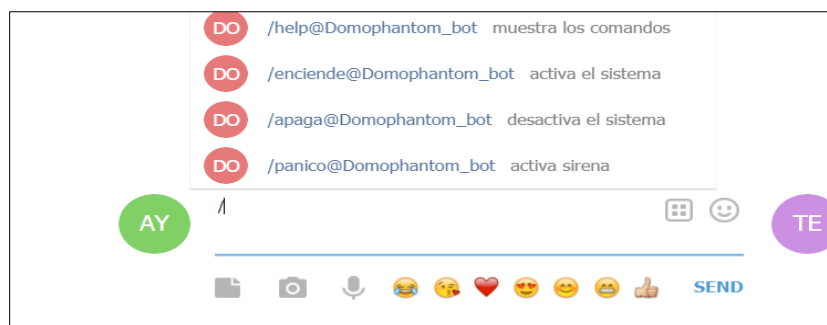 DO /help@Domophantom_bot muestra los comandos
DO /enciende@Domophantom_bot activa el sistema
DO /apaga@Domophantom_bot desactiva el sistema
DO /panico@Domophantom_bot activa sirena
/
AY TE
SEND